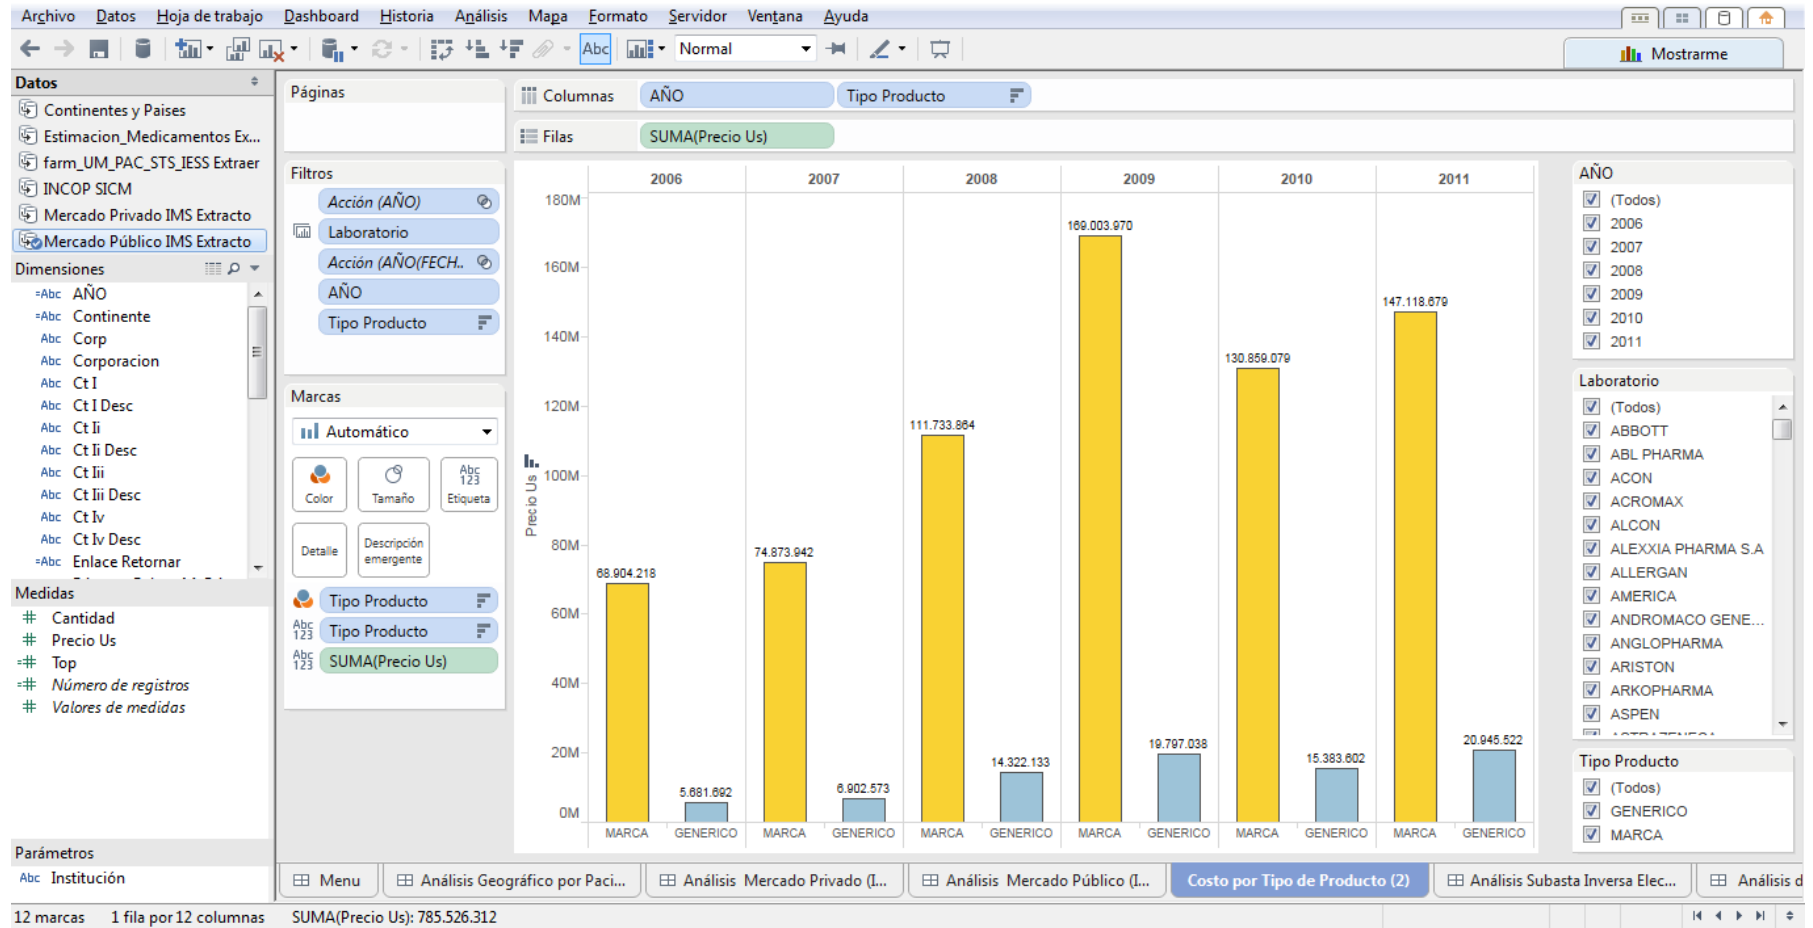 Archivo Datos Hoja de trabajo Dashboard Historia Análisis Mapa Formato Servidor Ventana Ayuda
Abc Normal Mostrarme
Datos
Continentes y Paises
Estimacion_Medicamentos Ex...
farm_UM_PAC_STS_IESS Extraer
INCOP SICM
Mercado Privado IMS Extracto
Mercado Público IMS Extracto
Dimensiones
=Abc AÑO
=Abc Continente
Abc Corp
Abc Corporacion
Abc Ct I
Abc Ct I Desc
Abc Ct Ii
Abc Ct Ii Desc
Abc Ct Iii
Abc Ct Iii Desc
Abc Ct Iv
Abc Ct Iv Desc
=Abc Enlace Retornar
Medidas
# Cantidad
# Precio Us
=# Top
=# Número de registros
# Valores de medidas
Parámetros
Abc Institución
Páginas
Filtros
Acción (AÑO)
Laboratorio
Acción (AÑO(FECH..
AÑO
Tipo Producto
Marcas
Automático
Color
Tamaño
Abc
123
Etiqueta
Detalle
Descripción
emergente
Tipo Producto
Abc
123
Tipo Producto
Abc
123
SUMA(Precio Us)
Columnas AÑO Tipo Producto
Filas SUMA(Precio Us)
2006 2007 2008 2009 2010 2011
Precio Us
180M
160M
140M
120M
100M
80M
60M
40M
20M
0M
68.904.218
5.681.692
74.873.942
6.902.573
111.733.864
14.322.133
169.003.970
19.797.038
130.859.079
15.383.602
147.118.679
20.945.522
MARCA GENERICO MARCA GENERICO MARCA GENERICO MARCA GENERICO MARCA GENERICO MARCA GENERICO
AÑO
(Todos)
2006
2007
2008
2009
2010
2011
Laboratorio
(Todos)
ABBOTT
ABL PHARMA
ACON
ACROMAX
ALCON
ALEXXIA PHARMA S.A
ALLERGAN
AMERICA
ANDROMACO GENE...
ANGLOPHARMA
ARISTON
ARKOPHARMA
ASPEN
Tipo Producto
(Todos)
GENERICO
MARCA
Menu Análisis Geográfico por Paci... Análisis Mercado Privado (I... Análisis Mercado Público (I... Costo por Tipo de Producto (2) Análisis Subasta Inversa Elec... Análisis d
12 marcas 1 fila por 12 columnas SUMA(Precio Us): 785.526.312